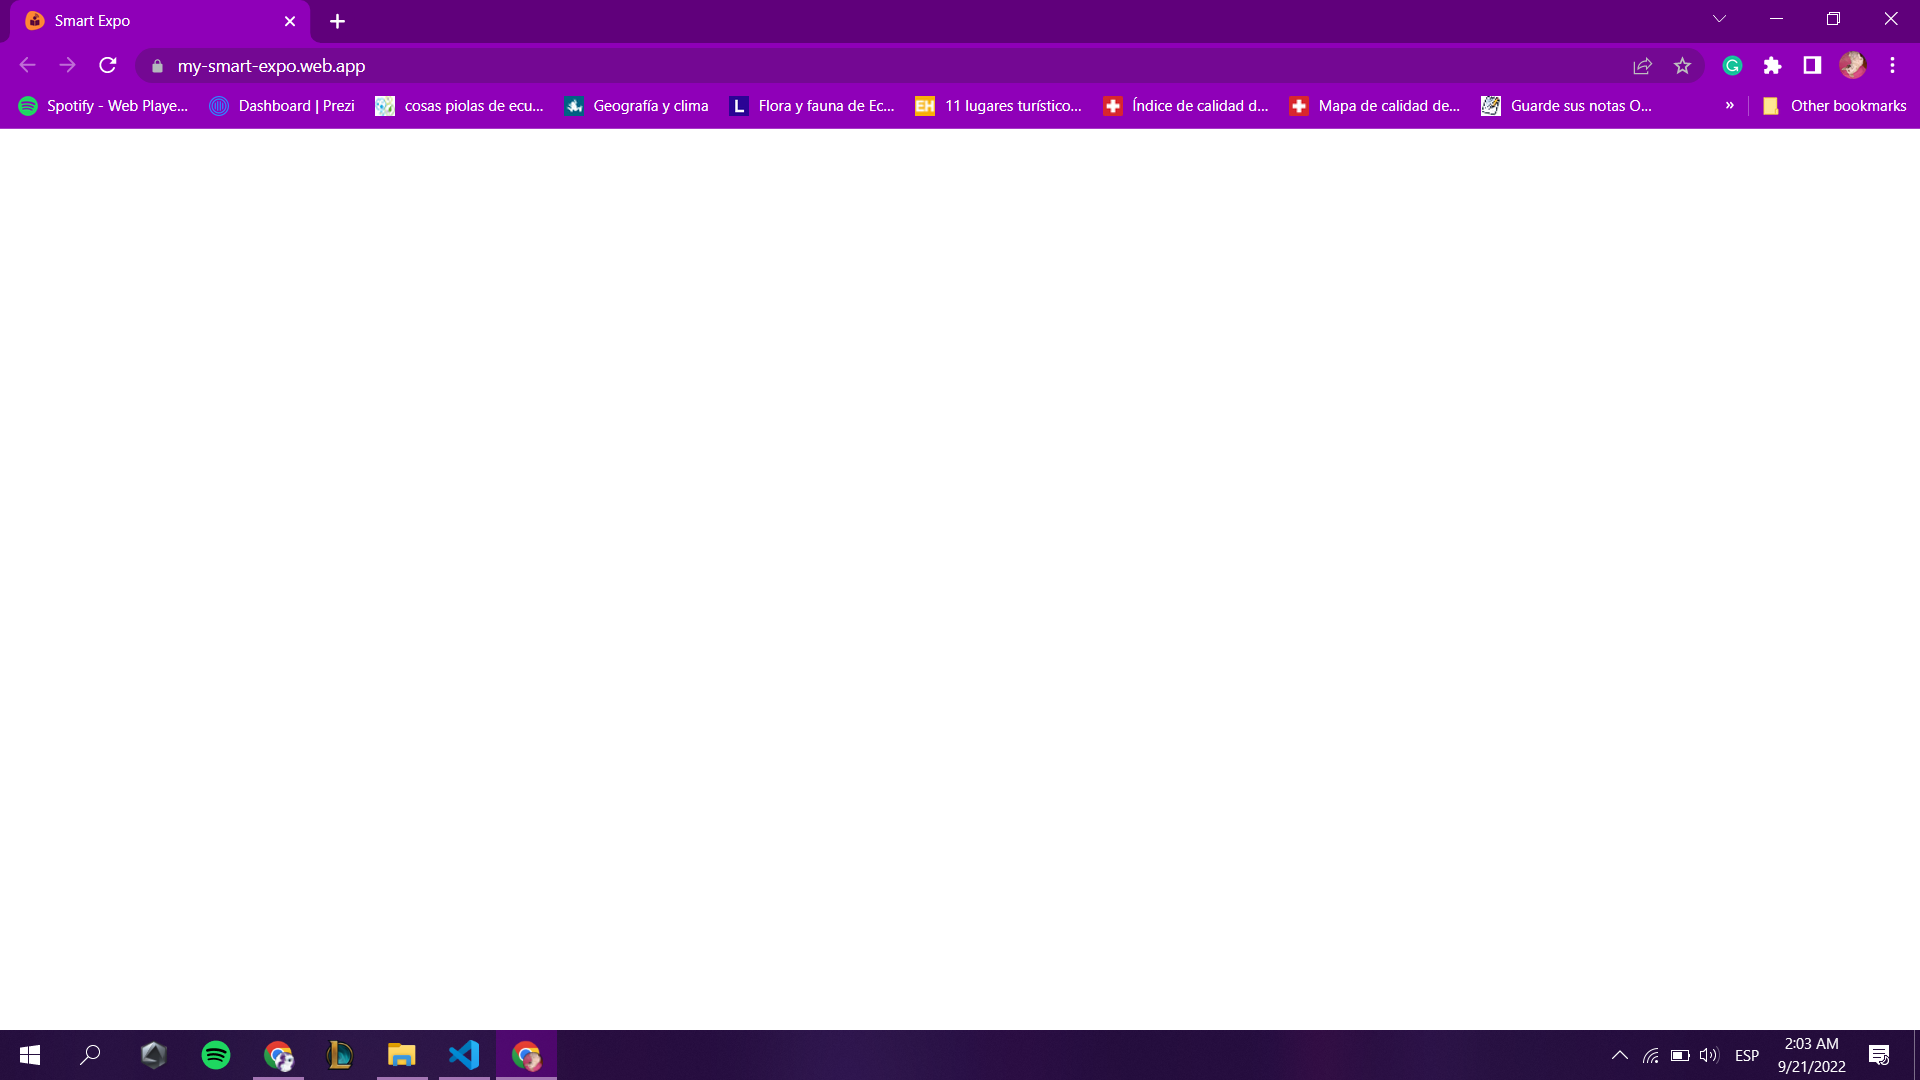 Smart Expo
my-smart-expo.web.app
Spotify - Web Playe... Dashboard | Prezi cosas piolas de ecu... Geografía y clima L Flora y fauna de Ec... EH 11 lugares turístico... Índice de calidad d... Mapa de calidad de... Guarde sus notas O... » Other bookmarks
ESP
2:03 AM
9/21/2022